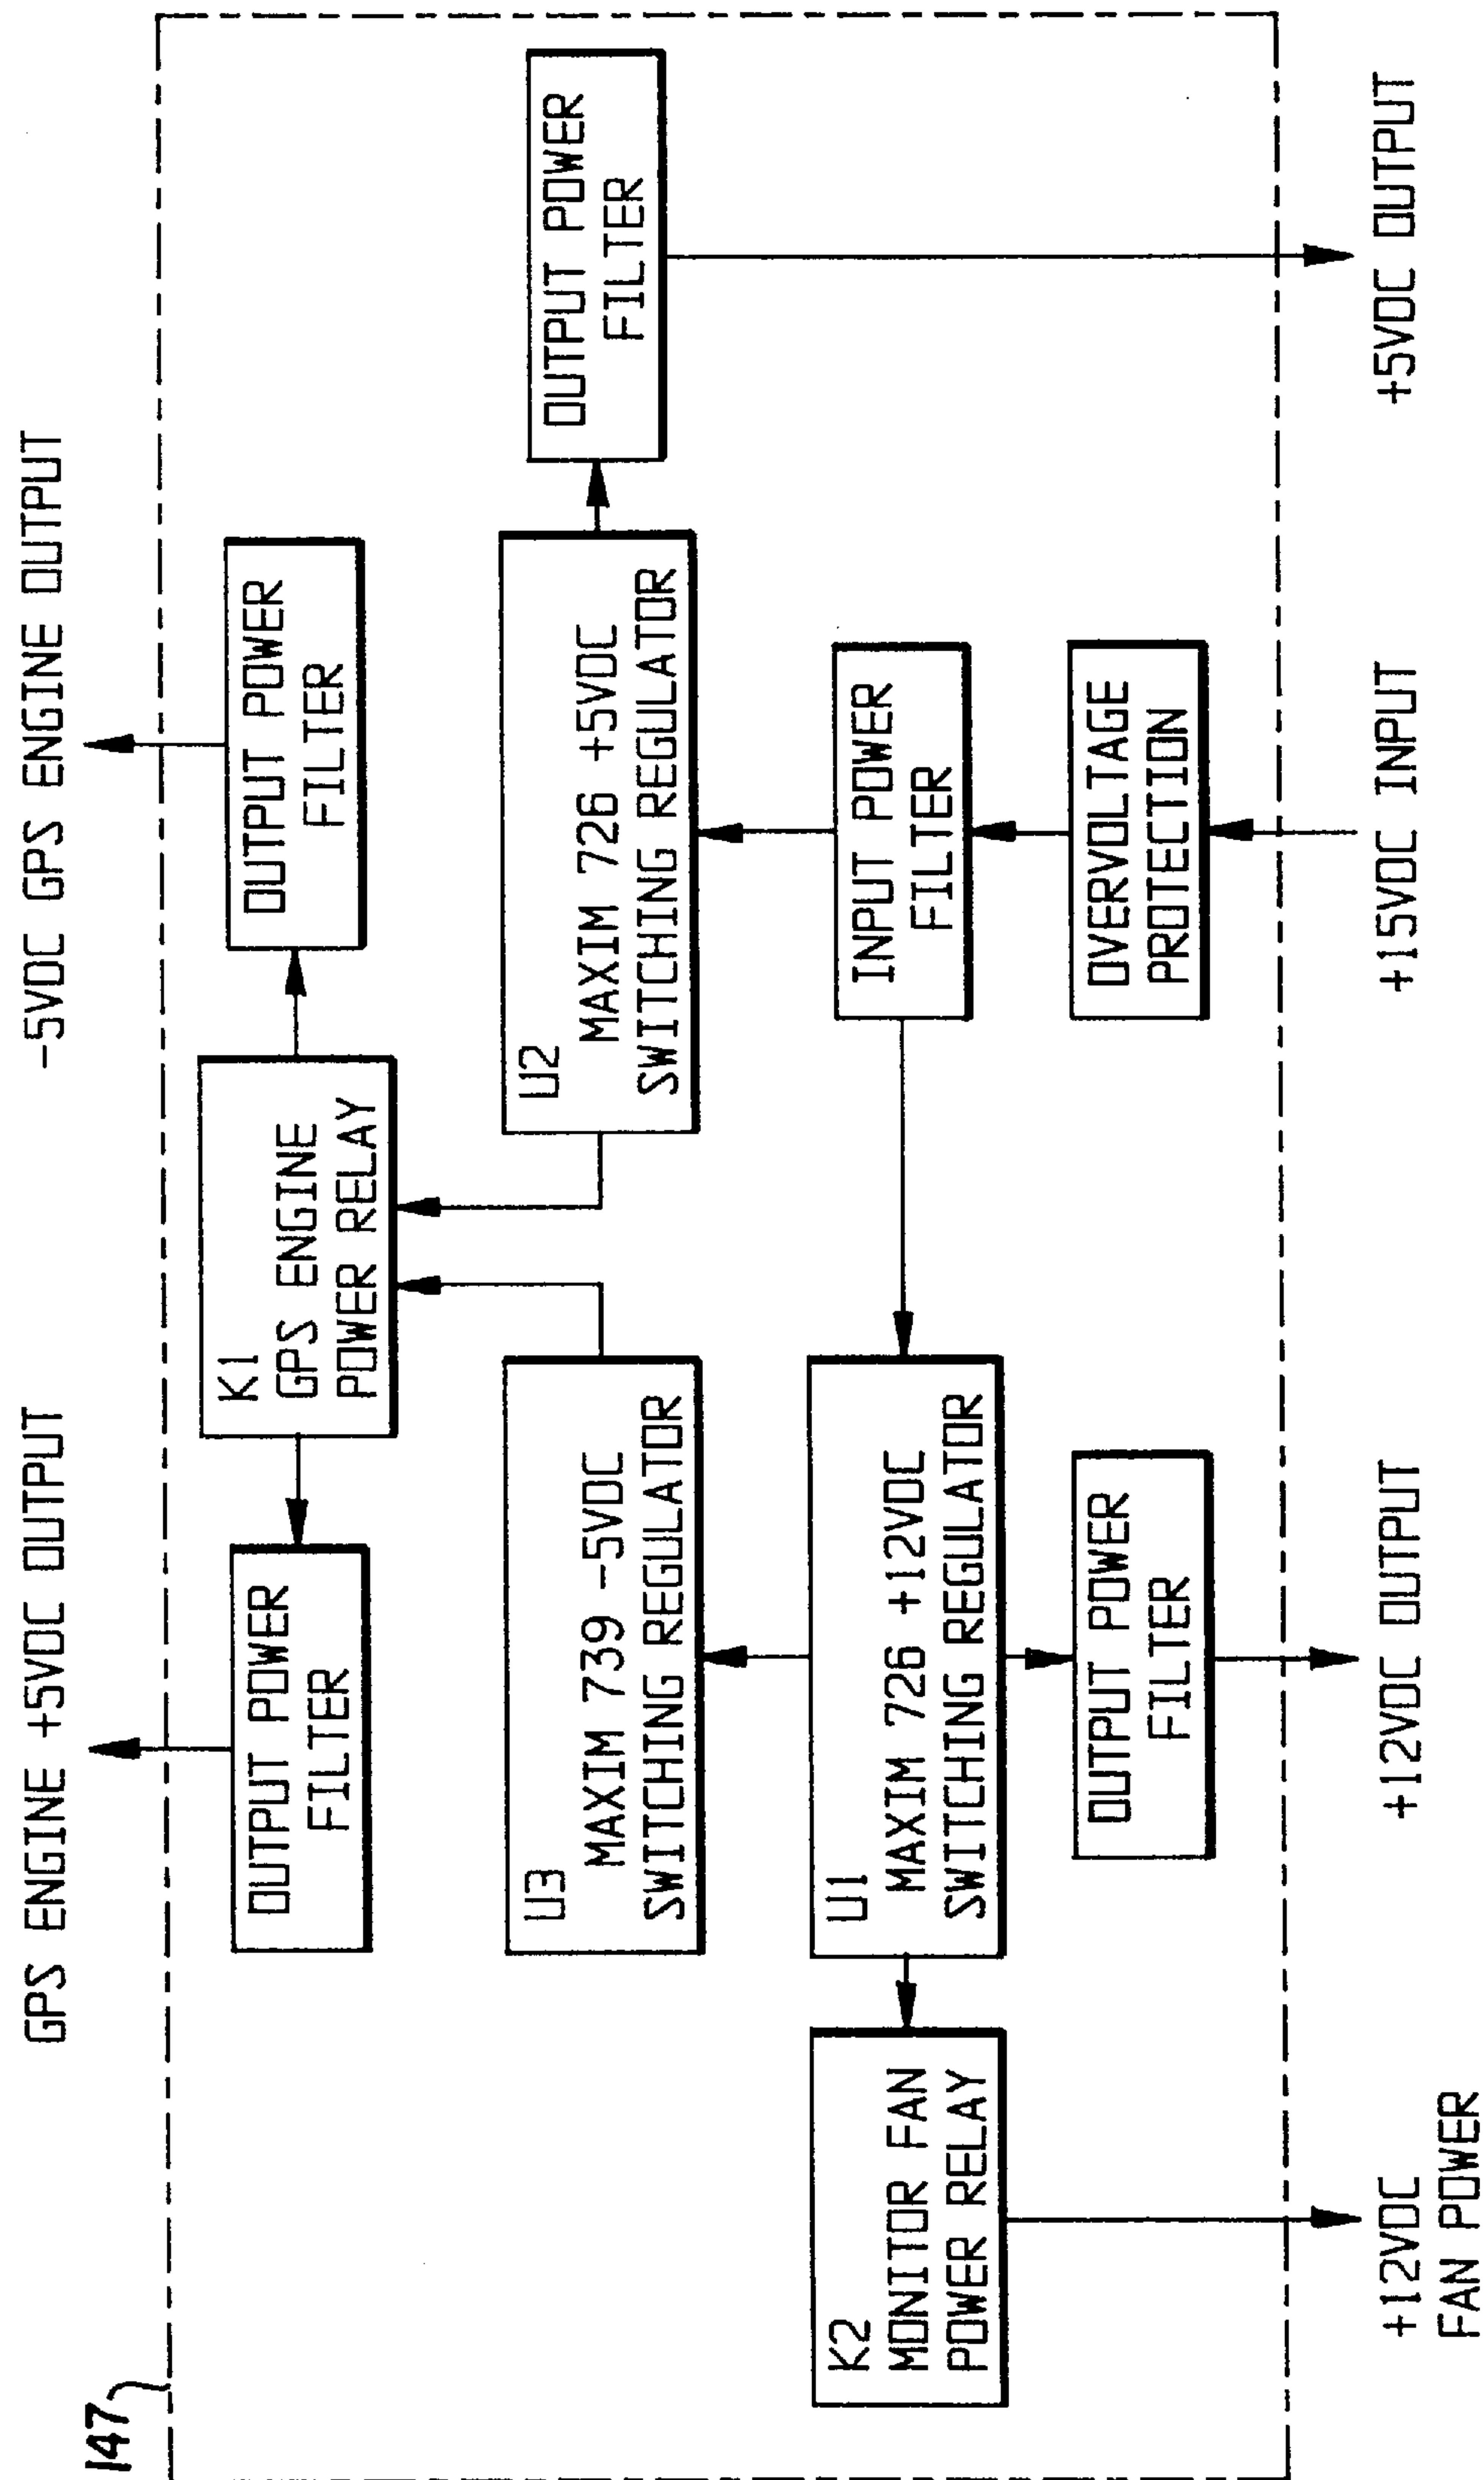 GPS ENGINE +5VDC OUTPUT
-5VDC GPS ENGINE OUTPUT
147
OUTPUT POWER
FILTER
K1
GPS ENGINE
POWER RELAY
OUTPUT POWER
FILTER
U3
MAXIM 739 -5VDC
SWITCHING REGULATOR
U2
MAXIM 726 +5VDC
SWITCHING REGULATOR
OUTPUT POWER
FILTER
K2
MONITOR FAN
POWER RELAY
U1
MAXIM 726 +12VDC
SWITCHING REGULATOR
INPUT POWER
FILTER
OUTPUT POWER
FILTER
OVERVOLTAGE
PROTECTION
+12VDC
FAN POWER
+12VDC OUTPUT
+15VDC INPUT
+5VDC OUTPUT